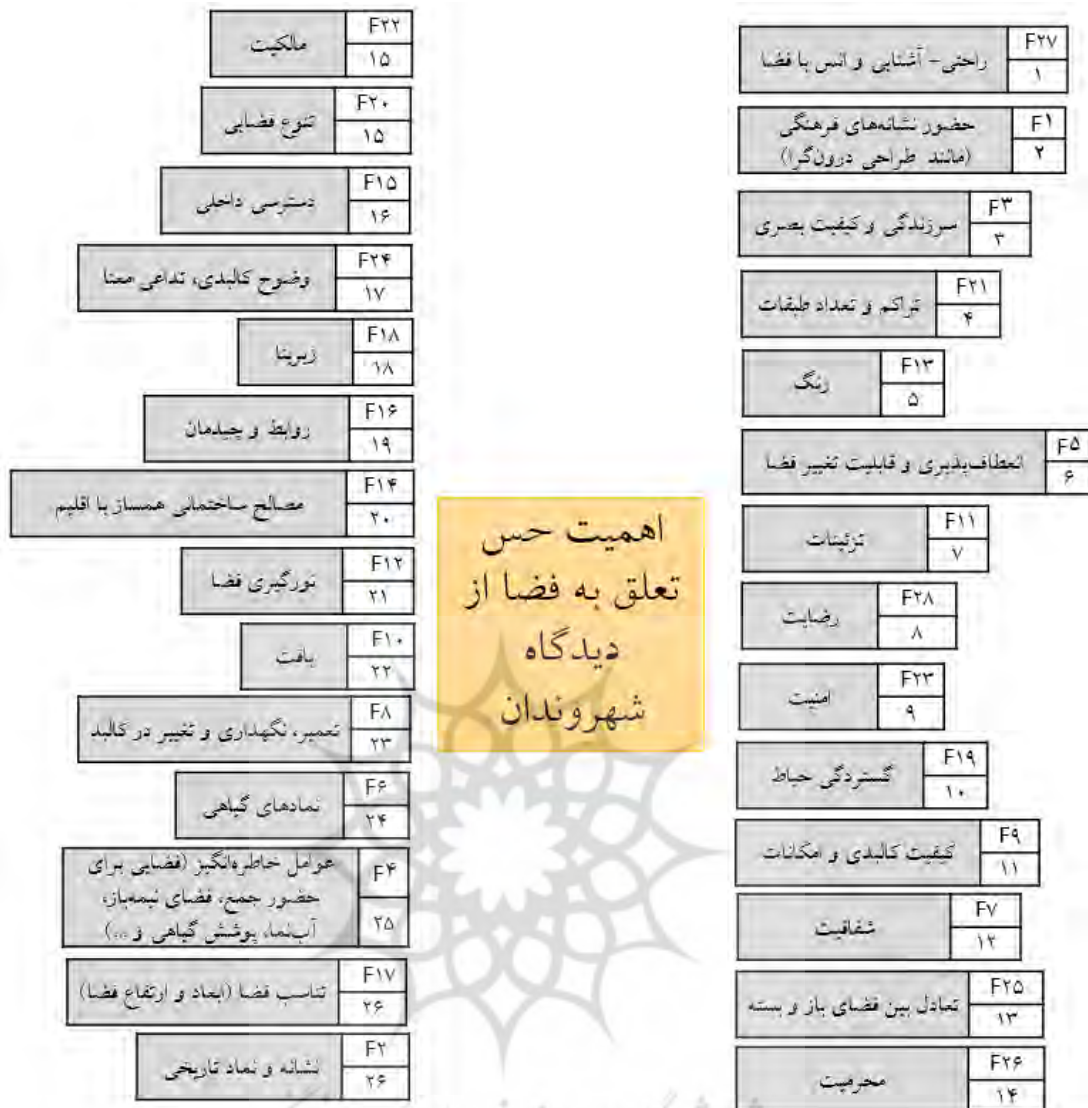 F۲۷
راحتی- آشنایی و انس با فضا
۱
F۱
حضور نشانه‌های فرهنگی
(مانند طراحی درون‌گرا)
۲
F۳
سرزندگی و کیفیت بصری
۳
F۲۱
تراکم و تعداد طبقات
۴
F۱۳
رنگ
۵
F۵
انعطاف‌پذیری و قابلیت تغییر فضا
۶
F۱۱
تزئینات
۷
F۲۸
رضایت
۸
F۲۳
امنیت
۹
F۱۹
گستردگی حیاط
۱۰
F۹
کیفیت کالبدی و امکانات
۱۱
F۷
شفافیت
۱۲
F۲۵
تعادل بین فضای باز و بسته
۱۳
F۲۶
محرمیت
۱۴
اهمیت حس
تعلق به فضا از
دیدگاه
شهروندان
F۲۲
مالکیت
۱۵
F۲۰
تنوع فضایی
۱۵
F۱۵
دسترسی داخلی
۱۶
F۲۴
وضوح کالبدی، تداعی معنا
۱۷
F۱۸
زیربنا
۱۸
F۱۶
روابط و چیدمان
۱۹
F۱۴
مصالح ساختمانی همساز با اقلیم
۲۰
F۱۲
نورگیری فضا
۲۱
F۱۰
بافت
۲۲
F۸
تعمیر، نگهداری و تغییر در کالبد
۲۳
F۶
نمادهای گیاهی
۲۴
F۴
عوامل خاطره‌انگیز (فضایی برای
حضور جمع، فضای نیمه‌باز،
آب‌نما، پوشش گیاهی و ...)
۲۵
F۱۷
تناسب فضا (ابعاد و ارتفاع فضا)
۲۶
F۲
نشانه و نماد تاریخی
۲۶